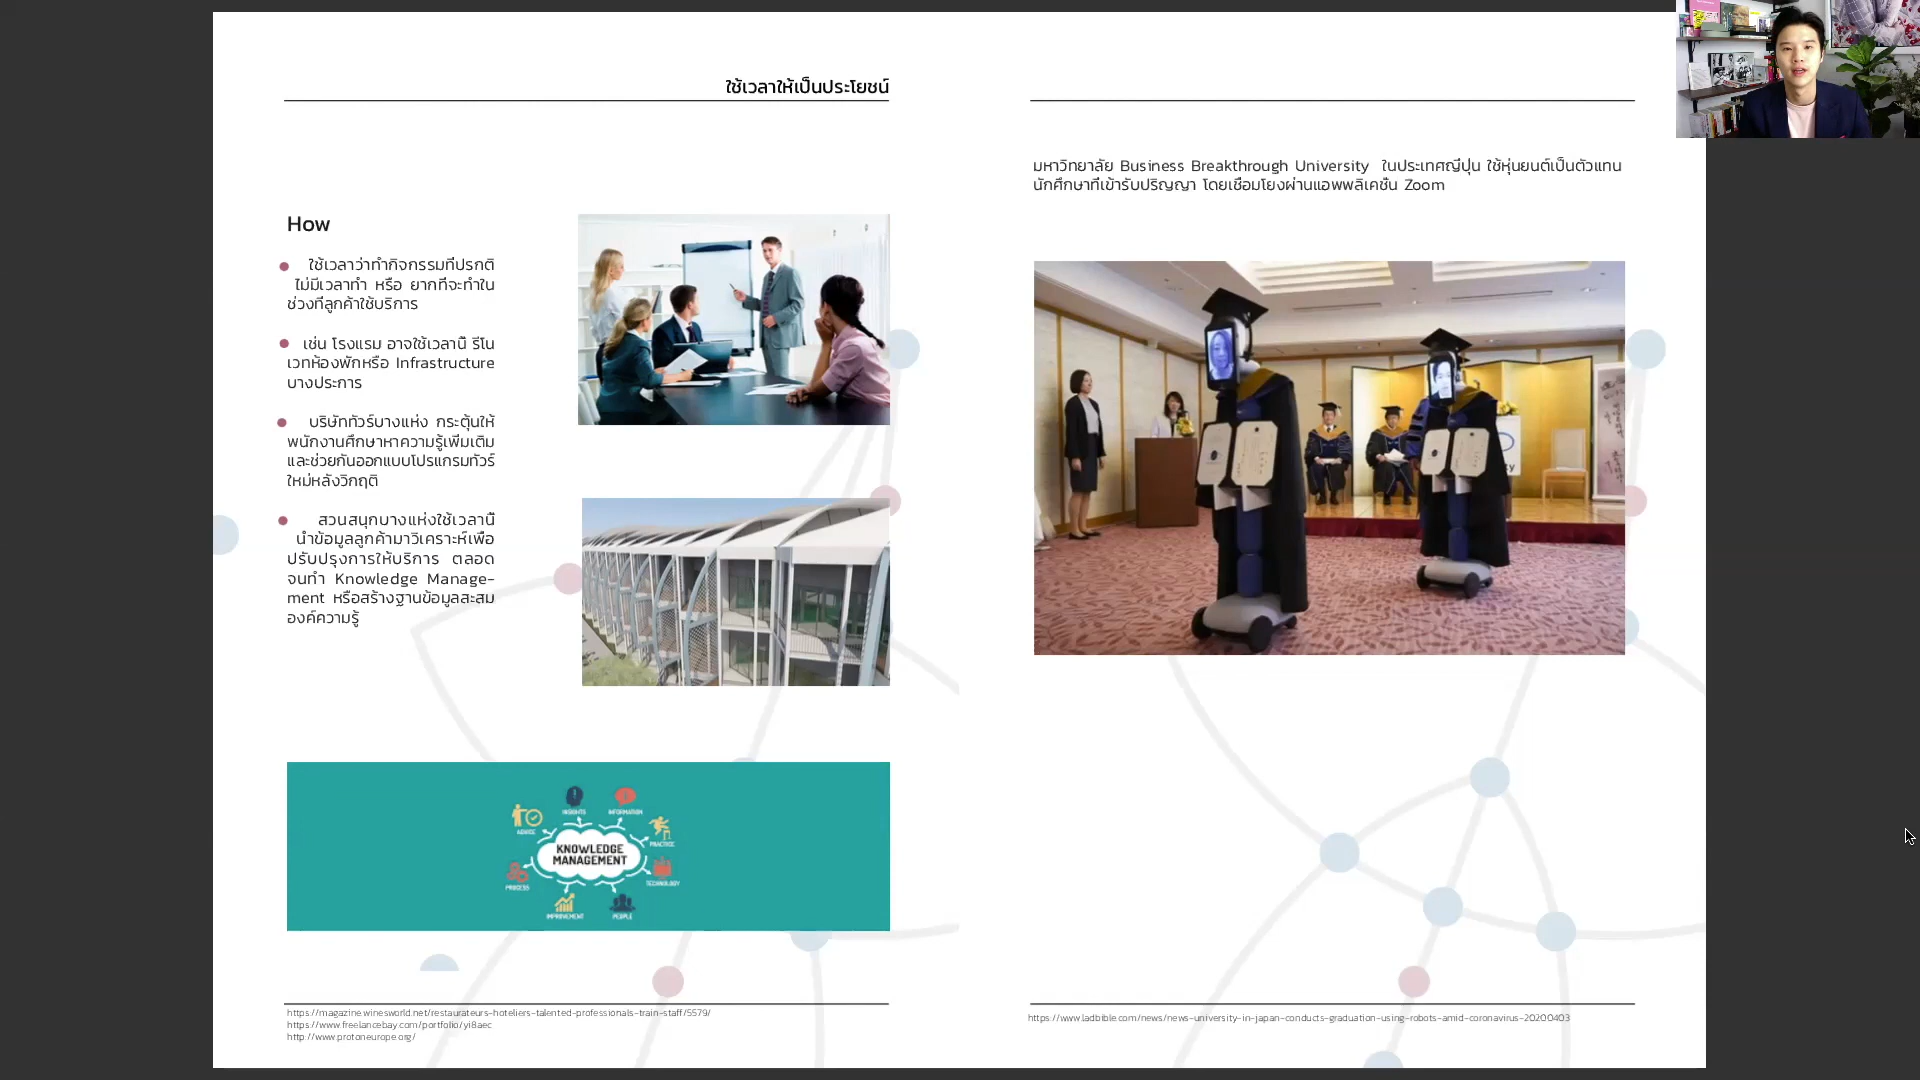 ใช้เวลาให้เป็นประโยชน์
How
ใช้เวลาว่าทำกิจกรรมที่ปรกติ
ไม่มีเวลาทำ หรือ ยากที่จะทำใน
ช่วงที่ลูกค้าใช้บริการ
เช่น โรงแรม อาจใช้เวลานี้ รีโน
เวทห้องพักหรือ Infrastructure
บางประการ
บริษัททัวร์บางแห่ง กระตุ้นให้
พนักงานศึกษาหาความรู้เพิ่มเติม
และช่วยกันออกแบบโปรแกรมทัวร์
ใหม่หลังวิกฤติ
สวนสนุกบางแห่งใช้เวลานี้
นำข้อมูลลูกค้ามาวิเคราะห์เพื่อ
ปรับปรุงการให้บริการ ตลอด
จนทำ Knowledge Manage-
ment หรือสร้างฐานข้อมูลสะสม
องค์ความรู้
INSIGHTS
INFORMATION
ADVICE
PRACTICE
KNOWLEDGE
MANAGEMENT
PROCESS
TECHNOLOGY
IMPROVEMENT
PEOPLE
https://magazine.winesworld.net/restaurateurs-hoteliers-talented-professionals-train-staff/5579/
https://www.freelancebay.com/portfolio/yi8aec
http://www.protoneurope.org/
มหาวิทยาลัย Business Breakthrough University ในประเทศญี่ปุ่น ใช้หุ่นยนต์เป็นตัวแทน
นักศึกษาที่เข้ารับปริญญา โดยเชื่อมโยงผ่านแอพพลิเคชั่น Zoom
https://www.ladbible.com/news/news-university-in-japan-conducts-graduation-using-robots-amid-coronavirus-20200403